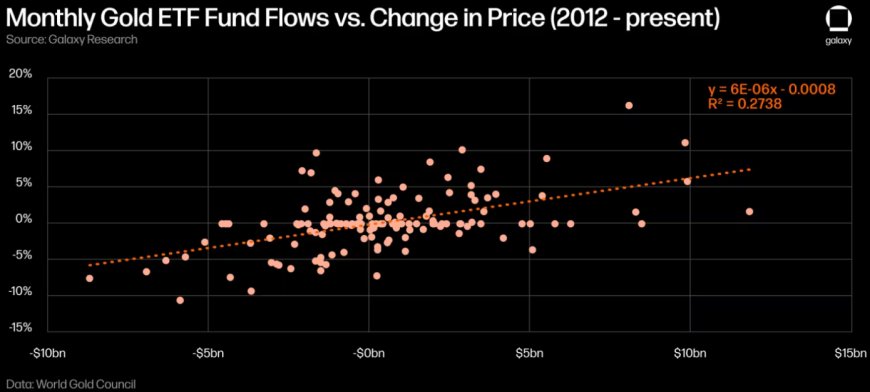 Monthly Gold ETF Fund Flows vs. Change in Price (2012 - present)
Source: Galaxy Research
galaxy
y = 6E-06x - 0.0008
R² = 0.2738
20%
15%
10%
5%
0%
-5%
-10%
-15%
-$10bn
-$5bn
-$0bn
$5bn
$10bn
$15bn
Data: World Gold Council